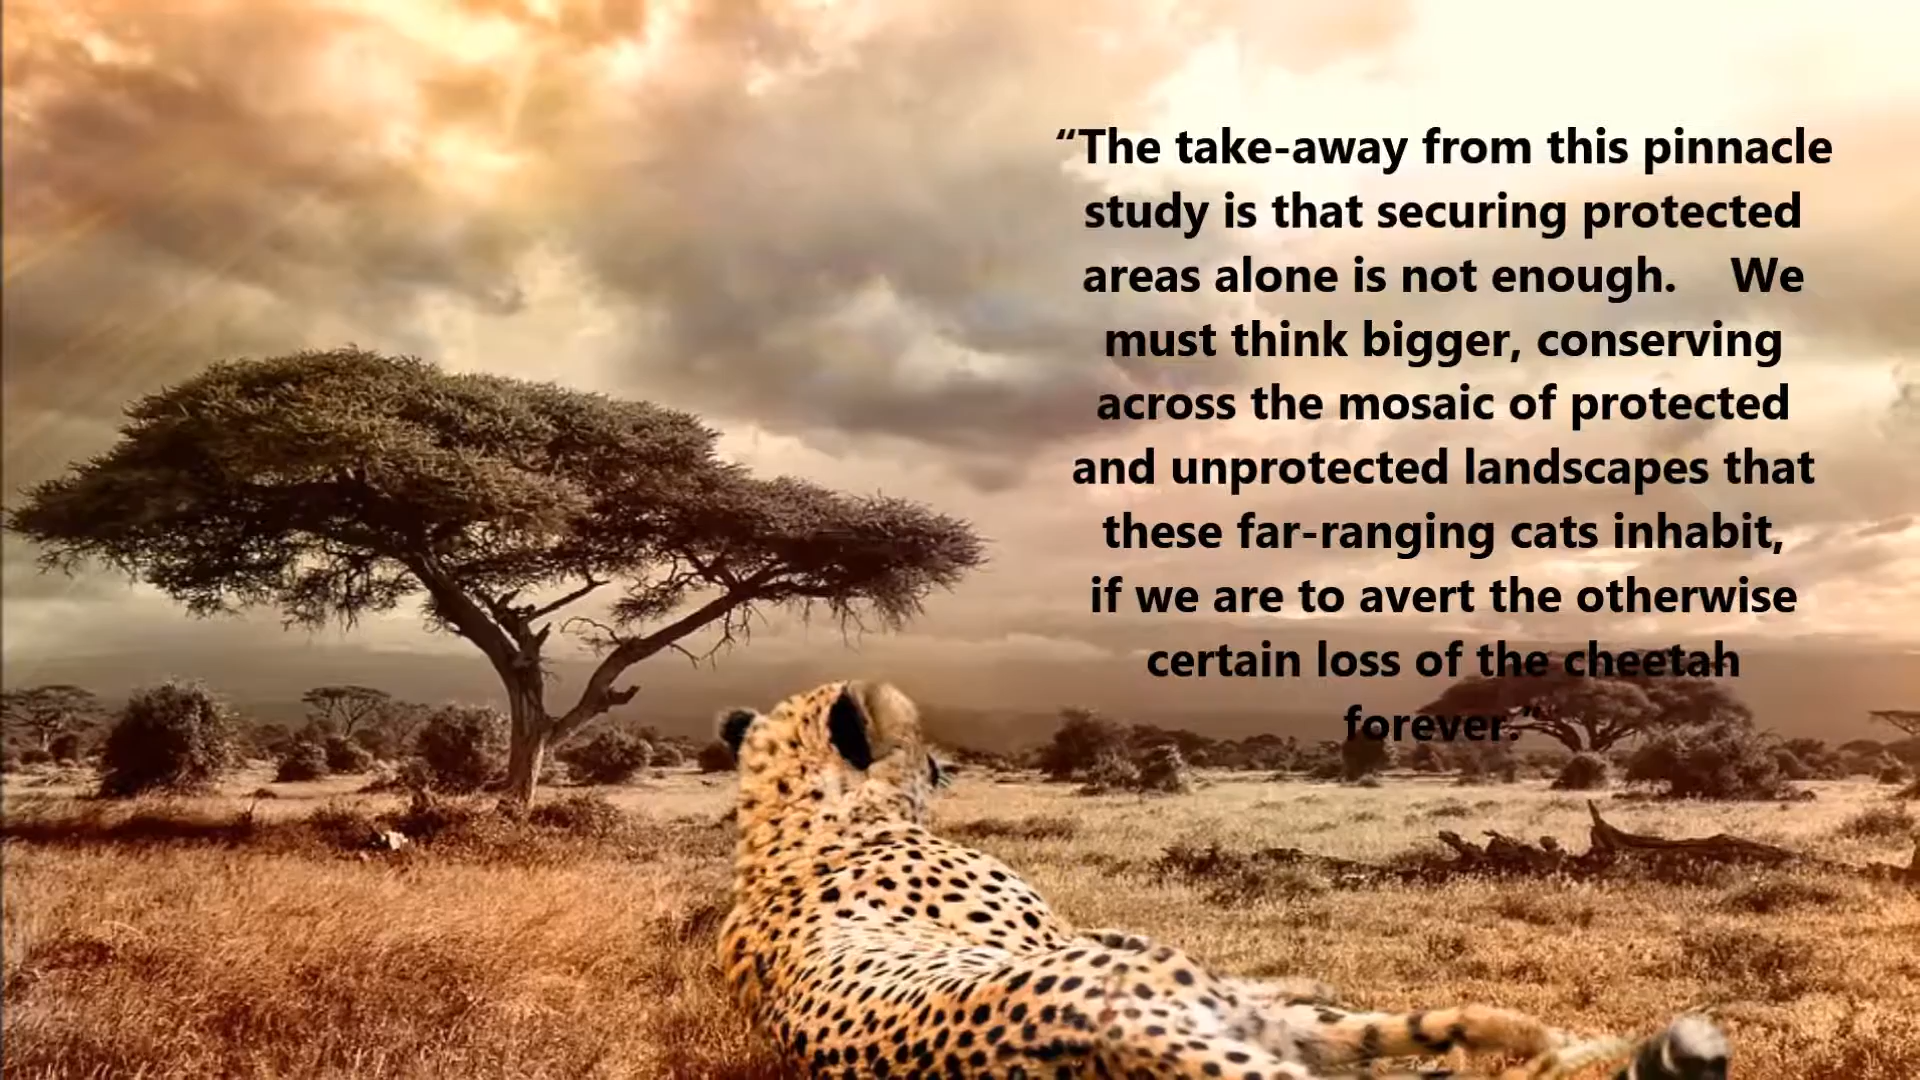 “The take-away from this pinnacle
study is that securing protected
areas alone is not enough.    We
must think bigger, conserving
across the mosaic of protected
and unprotected landscapes that
these far-ranging cats inhabit,
if we are to avert the otherwise
certain loss of the cheetah
forever.”